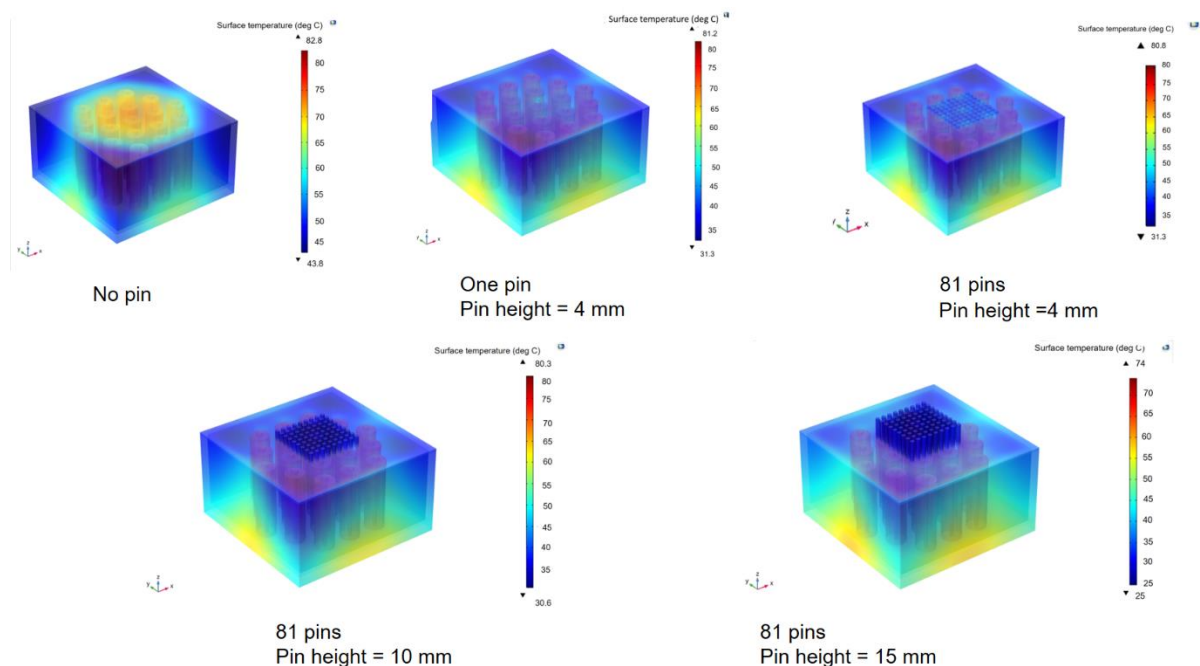 Surface temperature (deg C)
82.8
80
75
70
65
60
55
50
45
43.8
y z x
No pin
Surface temperature (deg C)
81.2
80
75
70
65
60
55
50
45
40
35
31.3
y z x
One pin
Pin height = 4 mm
Surface temperature (deg C)
80.8
80
75
70
65
60
55
50
45
40
35
31.3
z
x
81 pins
Pin height =4 mm
Surface temperature (deg C)
80.3
80
75
70
65
60
55
50
45
40
35
30.6
y z x
81 pins
Pin height = 10 mm
Surface temperature (deg C)
74
70
65
60
55
50
45
40
35
30
25
25
y z x
81 pins
Pin height = 15 mm